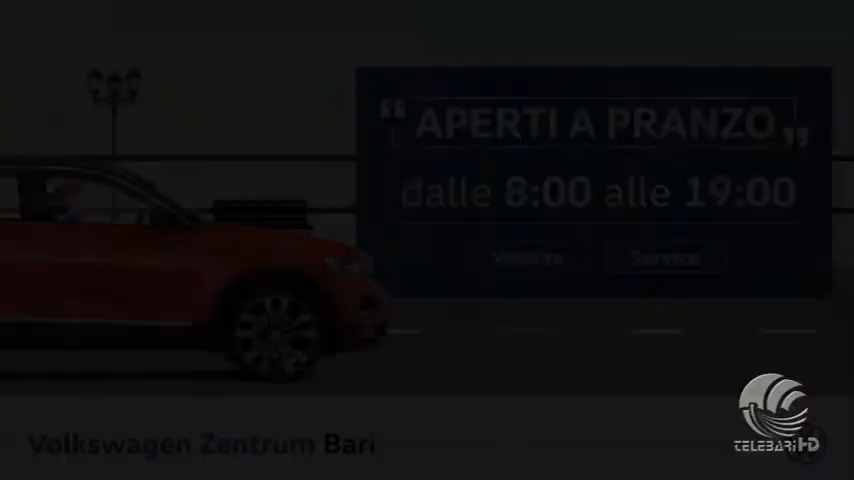 “ APERTI A PRANZO ”
dalle 8:00 alle 19:00
Vendita Service
Volkswagen Zentrum Bari
TELEBARI HD